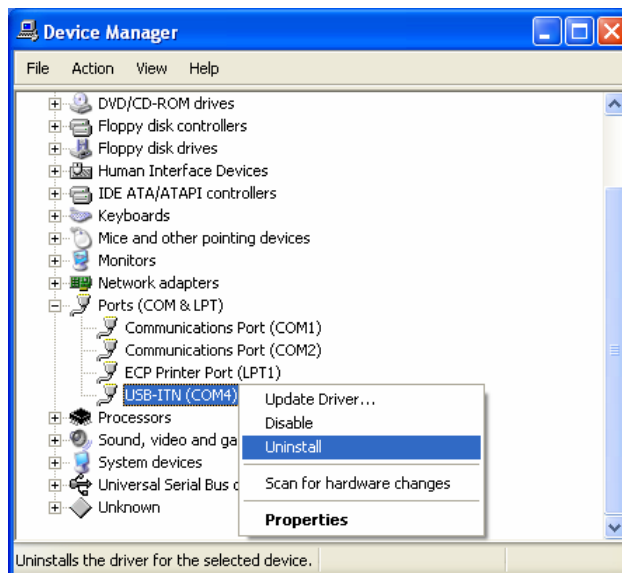 Device Manager
File Action View Help
DVD/CD-ROM drives
Floppy disk controllers
Floppy disk drives
Human Interface Devices
IDE ATA/ATAPI controllers
Keyboards
Mice and other pointing devices
Monitors
Network adapters
Ports (COM & LPT)
Communications Port (COM1)
Communications Port (COM2)
ECP Printer Port (LPT1)
USB-ITN (COM4)
Update Driver...
Processors
Disable
Sound, video and ga
Uninstall
System devices
Universal Serial Bus c
Scan for hardware changes
Unknown
Properties
Uninstalls the driver for the selected device.